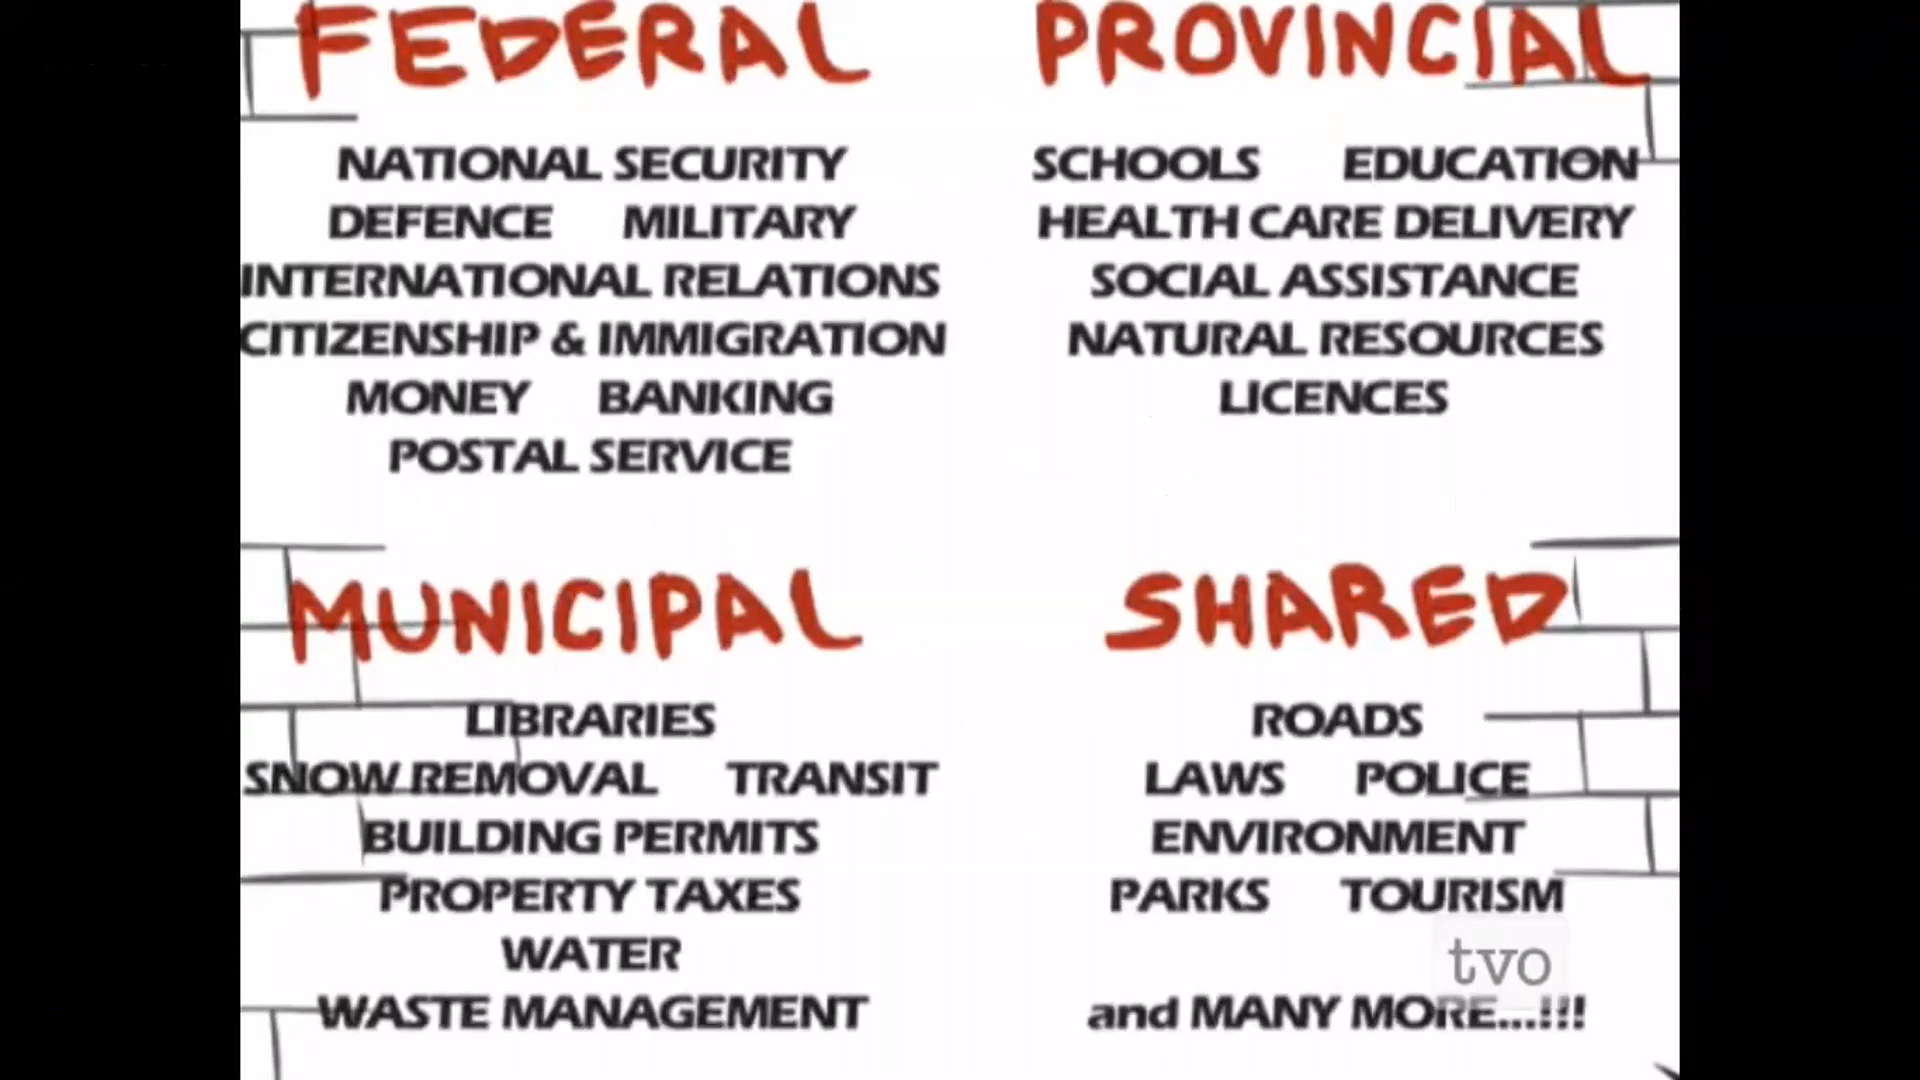 FEDERAL
NATIONAL SECURITY
DEFENCE MILITARY
INTERNATIONAL RELATIONS
CITIZENSHIP & IMMIGRATION
MONEY BANKING
POSTAL SERVICE
PROVINCIAL
SCHOOLS EDUCATION
HEALTH CARE DELIVERY
SOCIAL ASSISTANCE
NATURAL RESOURCES
LICENCES
MUNICIPAL
LIBRARIES
SNOW REMOVAL TRANSIT
BUILDING PERMITS
PROPERTY TAXES
WATER
WASTE MANAGEMENT
SHARED
ROADS
LAWS POLICE
ENVIRONMENT
PARKS TOURISM
tvo
and MANY MORE...!!!